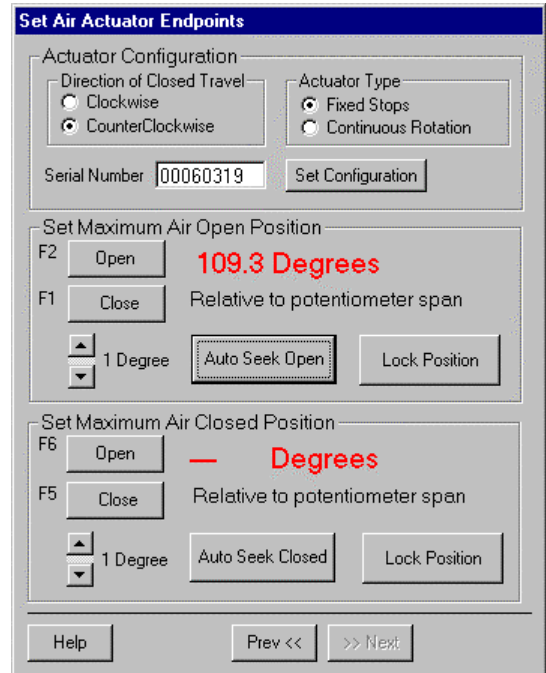 Set Air Actuator Endpoints
Actuator Configuration
Direction of Closed Travel
Clockwise
CounterClockwise
Actuator Type
Fixed Stops
Continuous Rotation
Serial Number 00060319 Set Configuration
Set Maximum Air Open Position
F2 Open 109.3 Degrees
F1 Close Relative to potentiometer span
1 Degree Auto Seek Open Lock Position
Set Maximum Air Closed Position
F6 Open — Degrees
F5 Close Relative to potentiometer span
1 Degree Auto Seek Closed Lock Position
Help Prev << >> Next